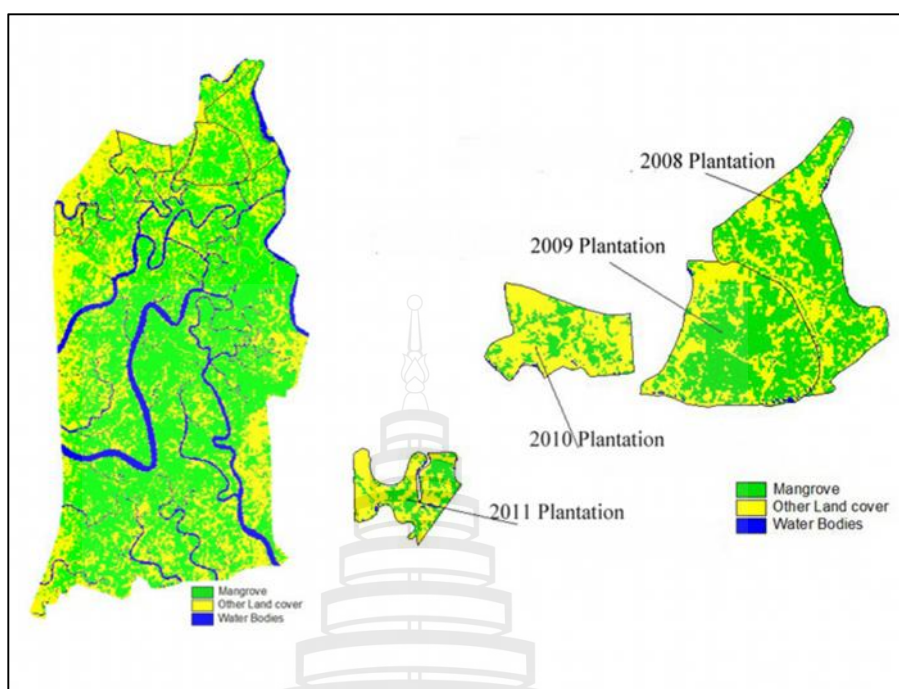 2008 Plantation
2009 Plantation
2010 Plantation
2011 Plantation
Mangrove
Other Land cover
Water Bodies
Mangrove
Other Land cover
Water Bodies